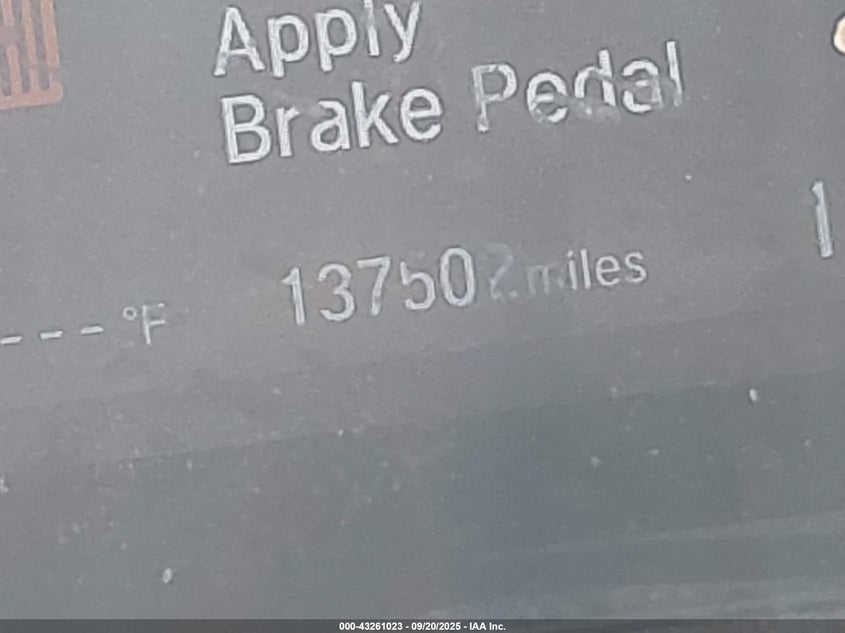 Apply
Brake Pedal
137502 miles
---°F
1
000-43261023 - 09/20/2025 - IAA Inc.